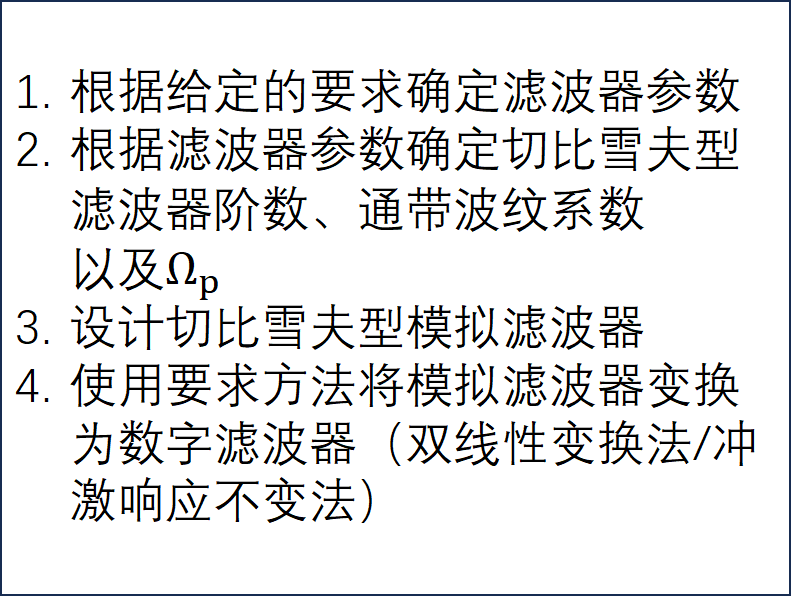 1. 根据给定的要求确定滤波器参数
2. 根据滤波器参数确定切比雪夫型
滤波器阶数、通带波纹系数
以及Ωp
3. 设计切比雪夫型模拟滤波器
4. 使用要求方法将模拟滤波器变换
为数字滤波器（双线性变换法/冲
激响应不变法）